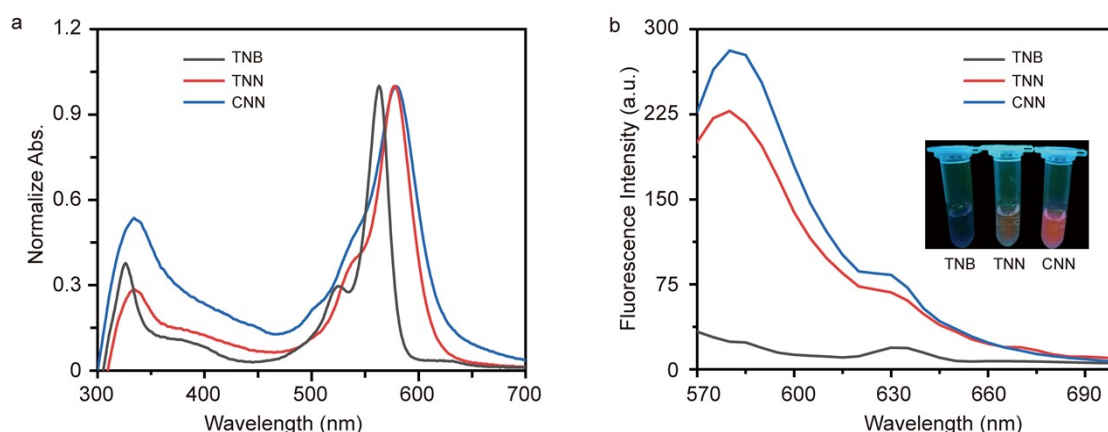 a
1.2
0.9
0.6
0.3
0
300
400
500
600
700
Normalize Abs.
Wavelength (nm)
TNB
TNN
CNN
b
300
225
150
75
0
570
600
630
660
690
Fluorescence Intensity (a.u.)
Wavelength (nm)
TNB
TNN
CNN
TNB
TNN
CNN